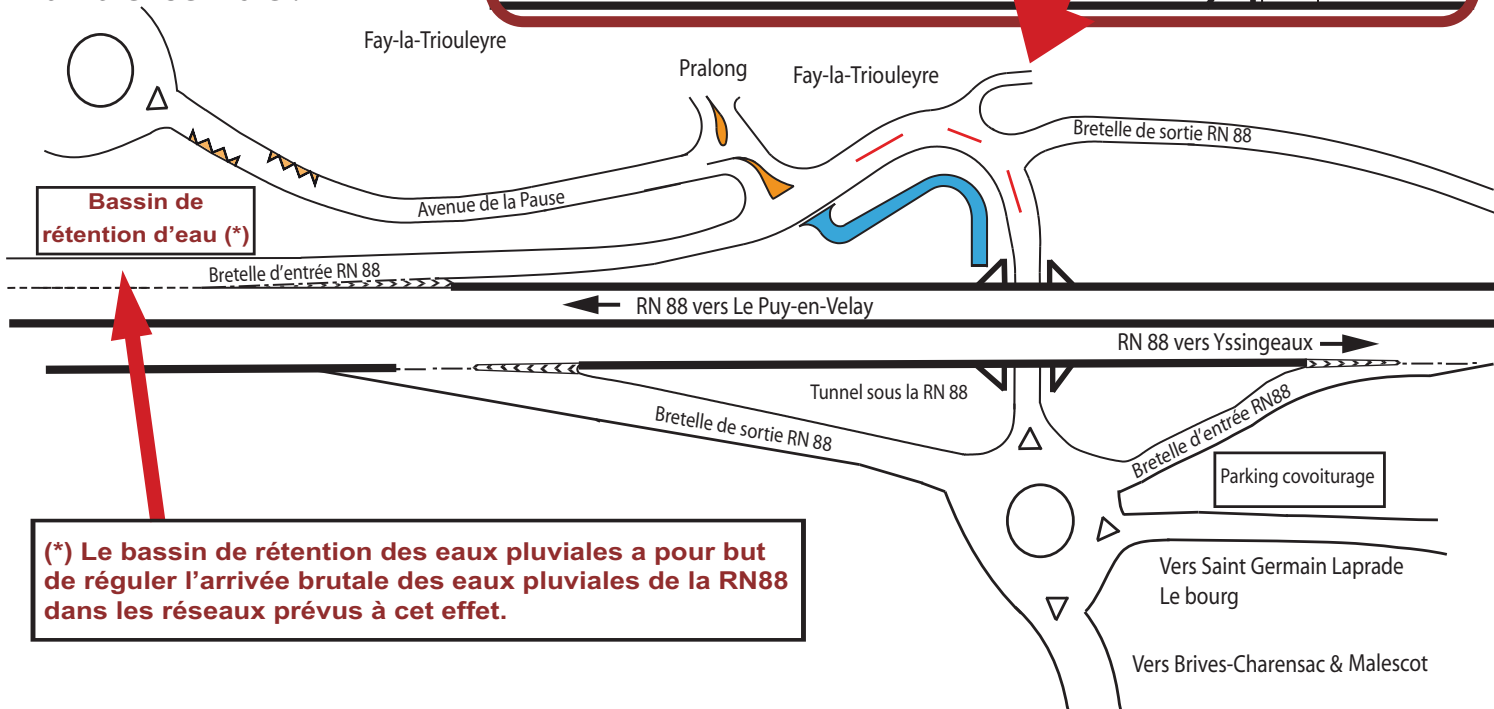 Fay-la-Triouleyre
Pralong
Fay-la-Triouleyre
Bretelle de sortie RN 88
Avenue de la Pause
Bassin de
rétention d'eau (*)
Bretelle d'entrée RN 88
RN 88 vers Le Puy-en-Velay
RN 88 vers Yssingeaux
Tunnel sous la RN 88
Bretelle de sortie RN 88
Bretelle d'entrée RN88
Parking covoiturage
(*) Le bassin de rétention des eaux pluviales a pour but
de réguler l'arrivée brutale des eaux pluviales de la RN88
dans les réseaux prévus à cet effet.
Vers Saint Germain Laprade
Le bourg
Vers Brives-Charensac & Malescot